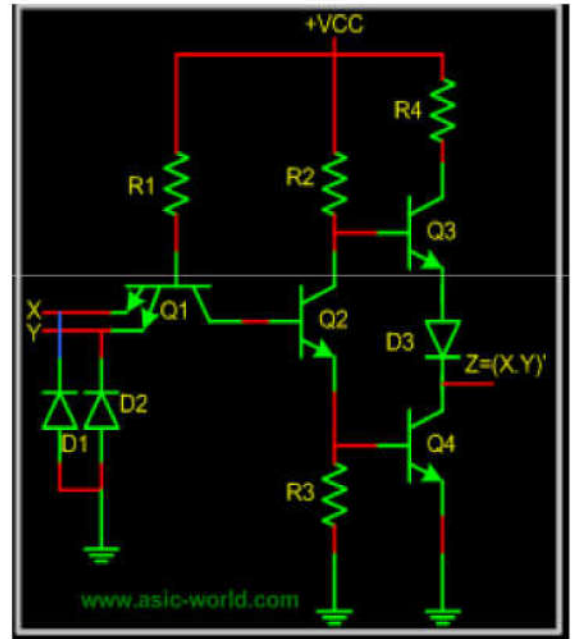 +VCC
R4
R1
R2
Q3
X
Y
Q1
Q2
D3
Z=(X.Y)'
D2
D1
Q4
R3
www.asic-world.com